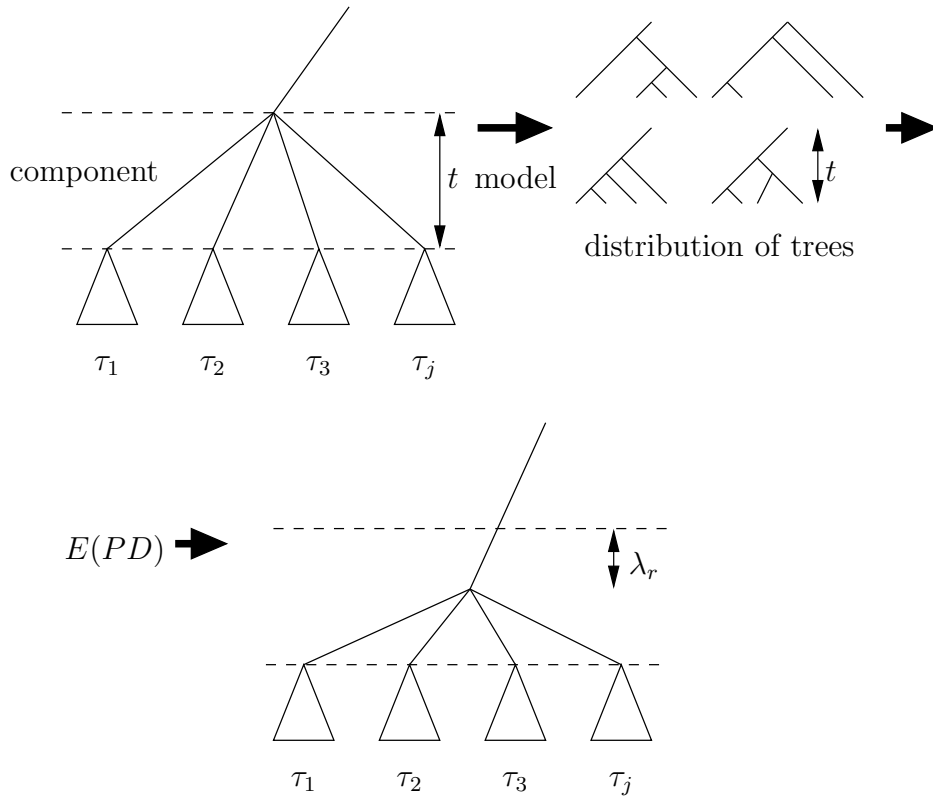 component
t
model
t
distribution of trees
τ₁ τ₂ τ₃ τⱼ
E(PD)
λᵣ
τ₁ τ₂ τ₃ τⱼ